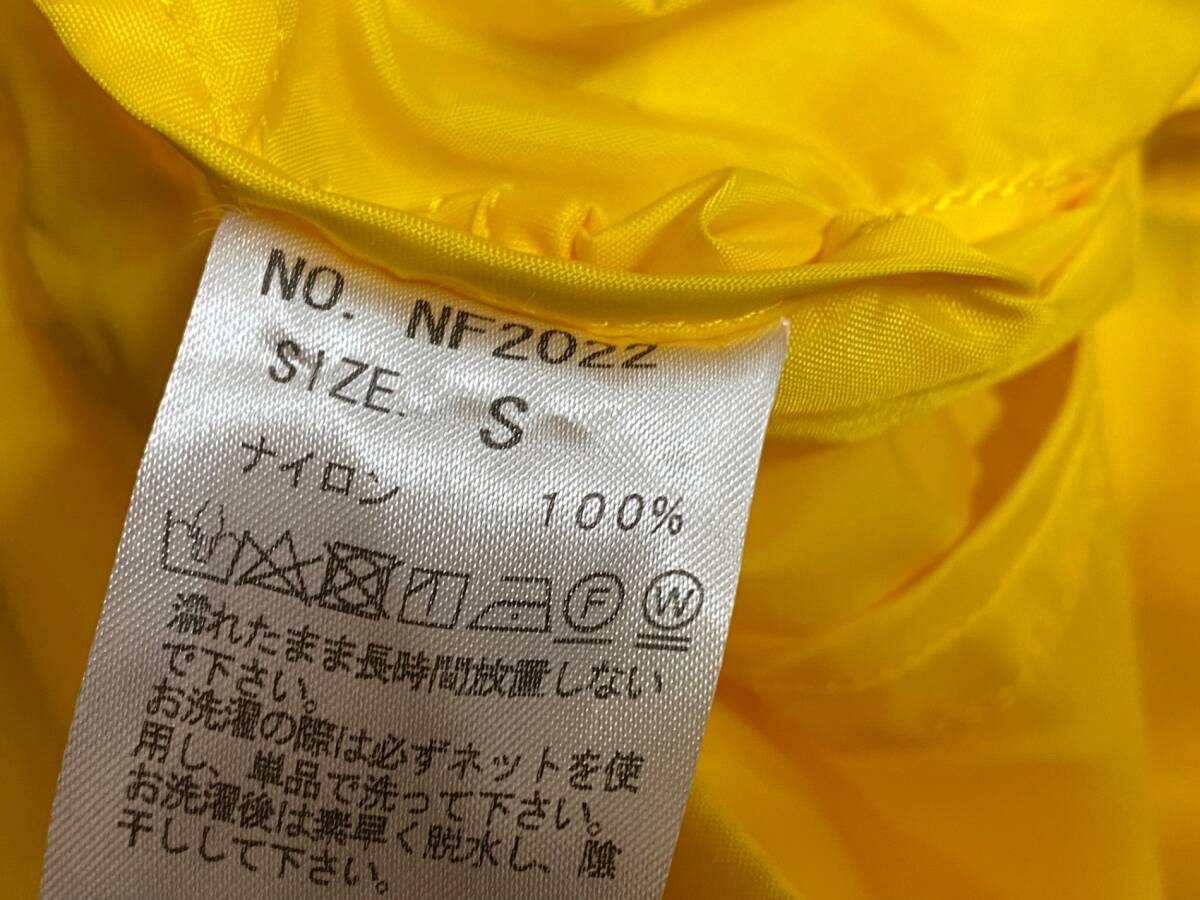 NO. NF2022
SIZE. S
ナイロン 100%
F W
濡れたまま長時間放置しない
で下さい。
お洗濯の際は必ずネットを使
用し、単品で洗って下さい。
お洗濯後は素早く脱水し、陰
干しして下さい。